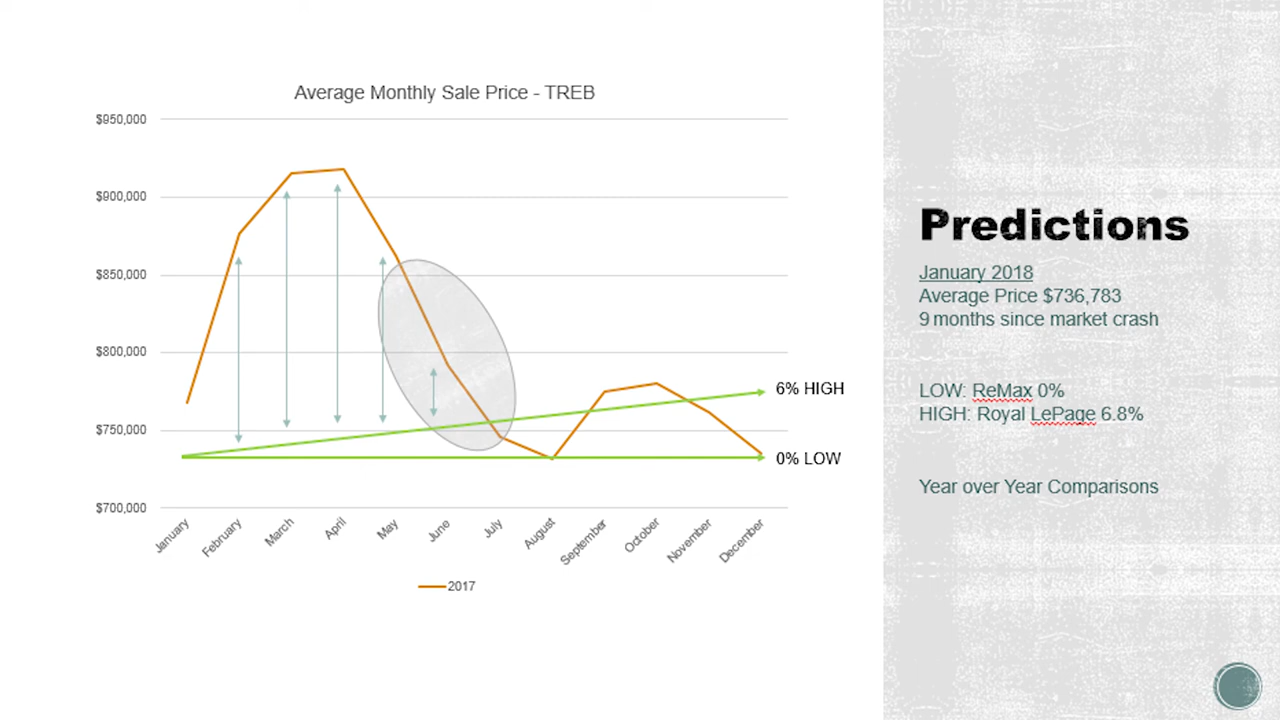 Average Monthly Sale Price - TREB
$950,000
$900,000
$850,000
$800,000
$750,000
$700,000
6% HIGH
0% LOW
January
February
March
April
May
June
July
August
September
October
November
December
2017
Predictions
January 2018
Average Price $736,783
9 months since market crash
LOW: ReMax 0%
HIGH: Royal LePage 6.8%
Year over Year Comparisons